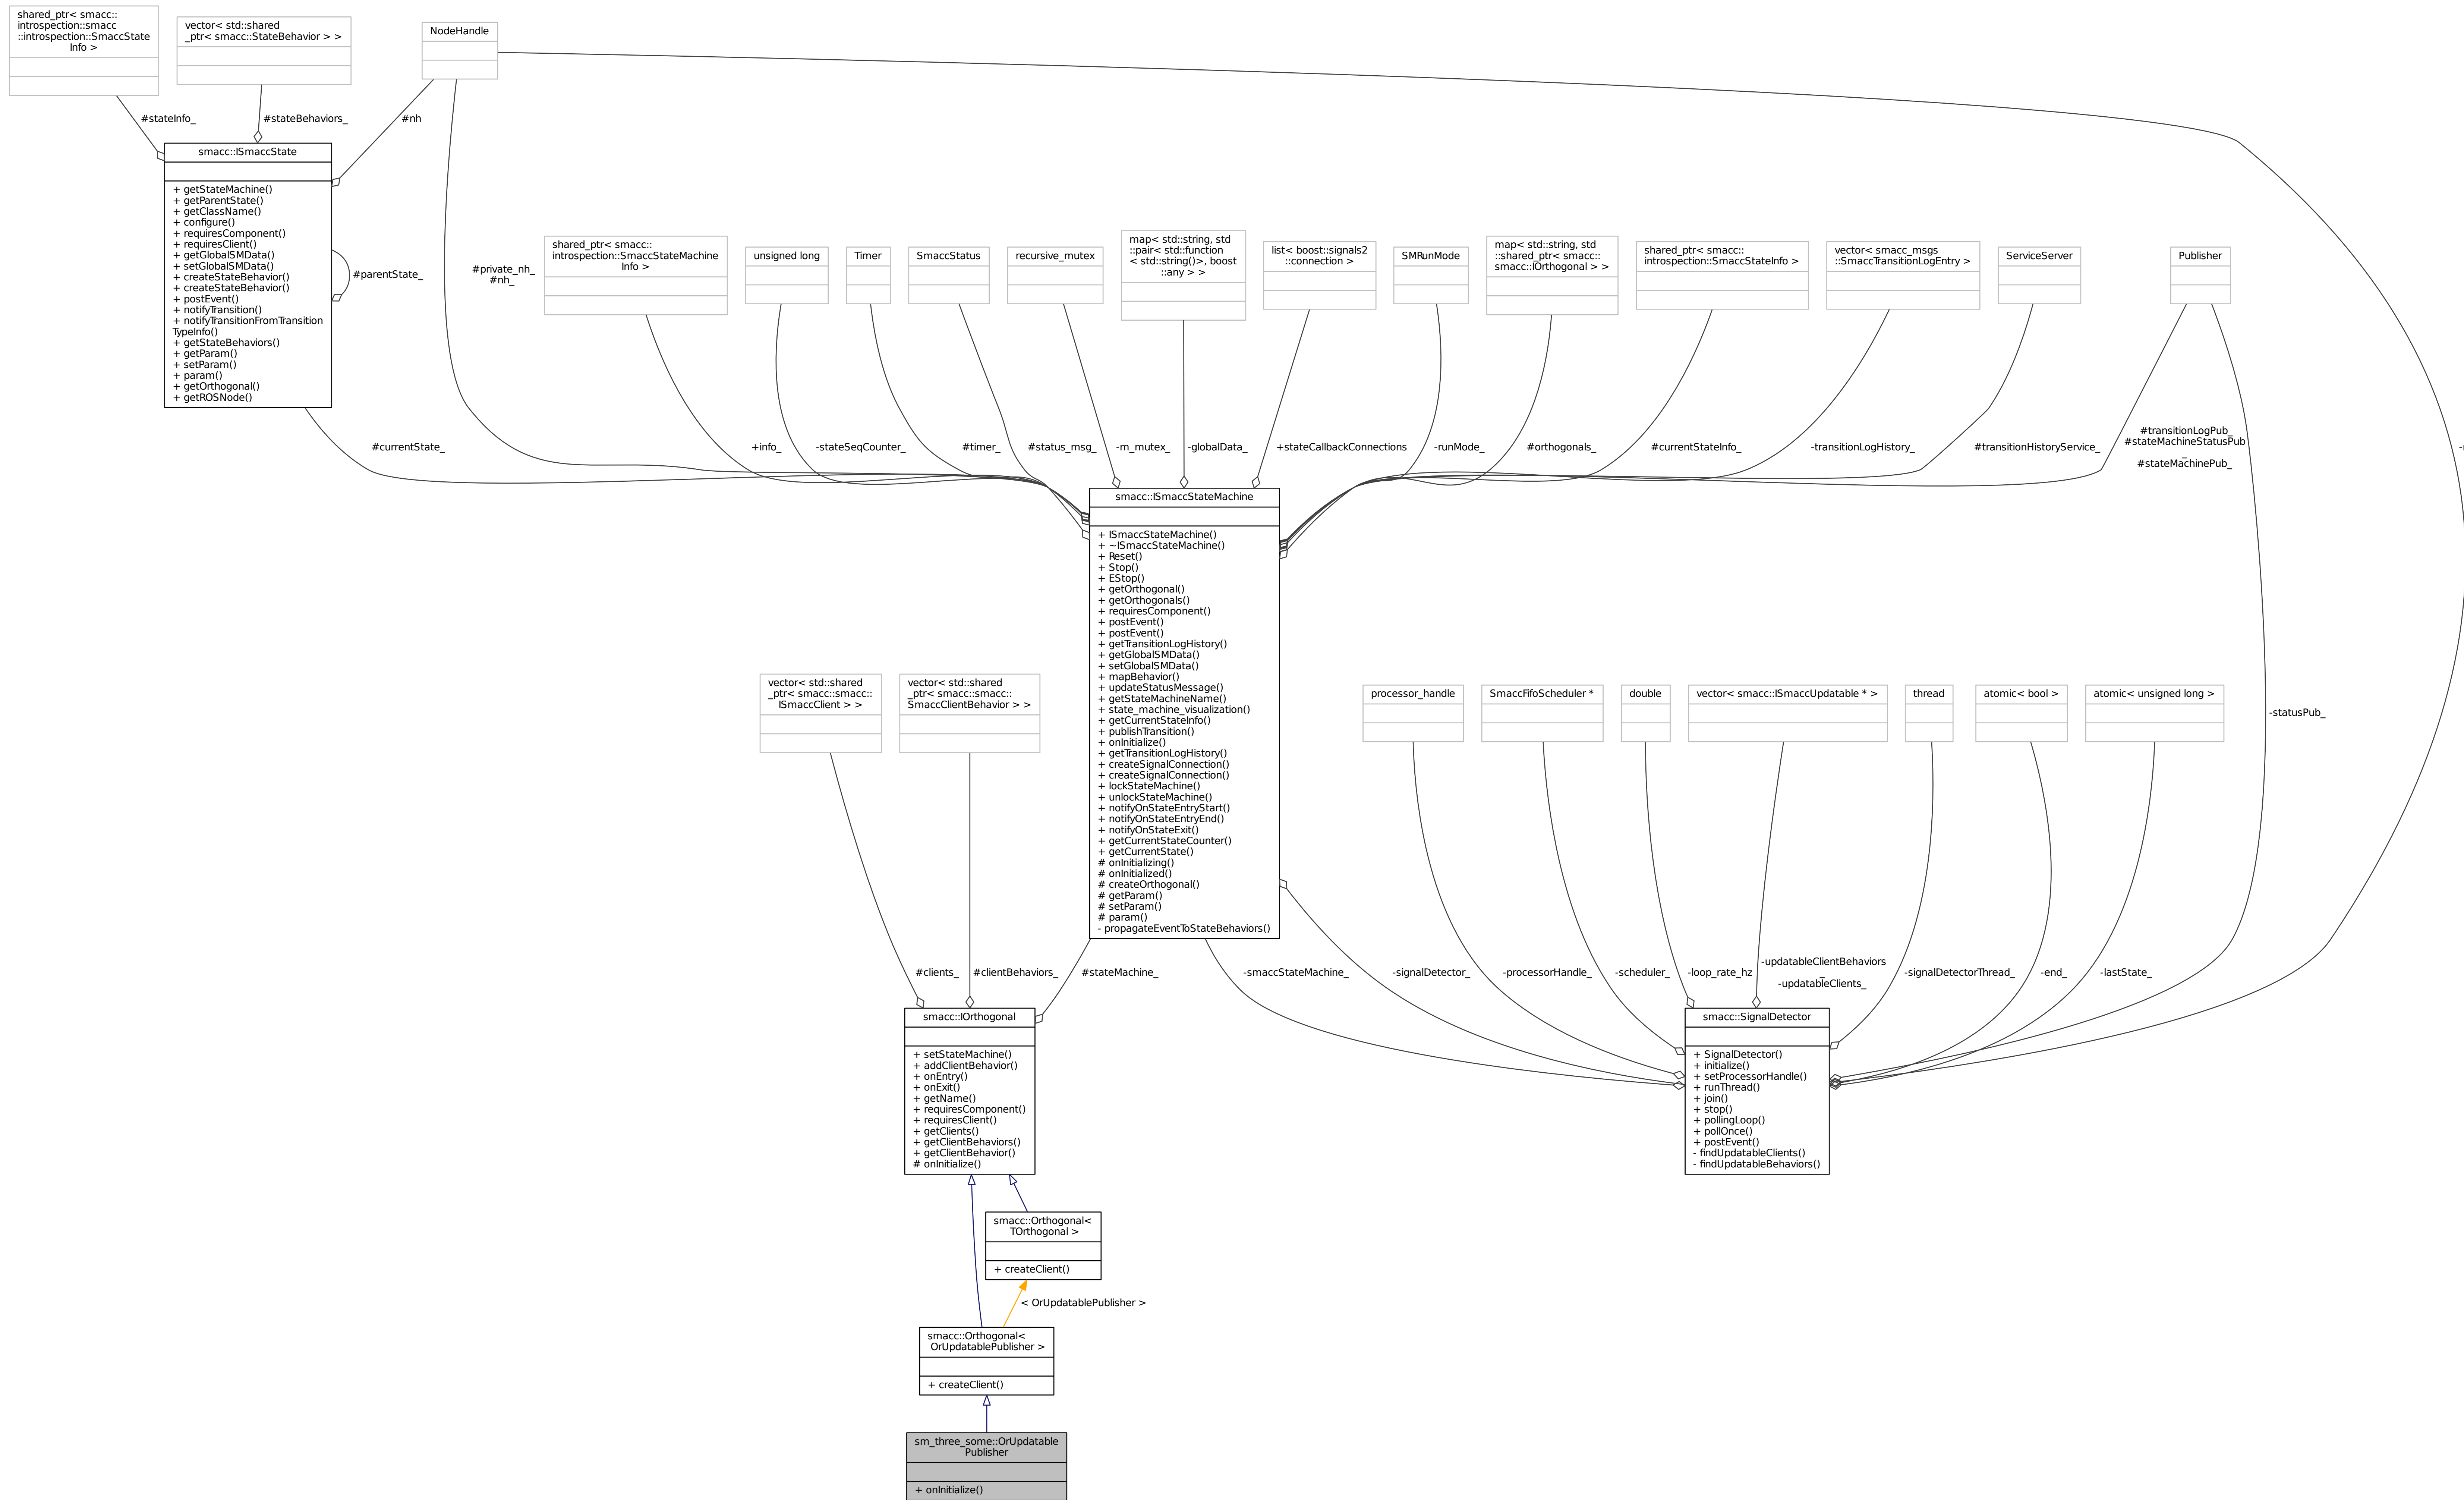 shared_ptr< smacc::
introspection::smacc
::introspection::SmaccState
Info >
vector< std::shared
_ptr< smacc::StateBehavior > >
NodeHandle
#stateInfo_
#stateBehaviors_
#nh
smacc::ISmaccState
+ getStateMachine()
+ getParentState()
+ getClassName()
+ configure()
+ requiresComponent()
+ requiresClient()
+ getGlobalSMData()
+ setGlobalSMData()
+ createStateBehavior()
+ createStateBehavior()
+ postEvent()
+ notifyTransition()
+ notifyTransitionFromTransition
TypeInfo()
+ getStateBehaviors()
+ getParam()
+ setParam()
+ param()
+ getOrthogonal()
+ getROSNode()
#parentState_
#private_nh_
#nh_
shared_ptr< smacc::
introspection::SmaccStateMachine
Info >
unsigned long
Timer
SmaccStatus
recursive_mutex
map< std::string, std
::pair< std::function
< std::string()>, boost
::any > >
list< boost::signals2
::connection >
SMRunMode
map< std::string, std
::shared_ptr< smacc::
smacc::IOrthogonal > >
shared_ptr< smacc::
introspection::SmaccStateInfo >
vector< smacc_msgs
::SmaccTransitionLogEntry >
ServiceServer
Publisher
#currentState_
+info_
-stateSeqCounter_
#timer_
#status_msg_
-m_mutex_
-globalData_
+stateCallbackConnections
-runMode_
#orthogonals_
#currentStateInfo_
-transitionLogHistory_
#transitionHistoryService_
#transitionLogPub_
#stateMachineStatusPub
_
#stateMachinePub_
smacc::ISmaccStateMachine
+ ISmaccStateMachine()
+ ~ISmaccStateMachine()
+ Reset()
+ Stop()
+ EStop()
+ getOrthogonal()
+ getOrthogonals()
+ requiresComponent()
+ postEvent()
+ postEvent()
+ getTransitionLogHistory()
+ getGlobalSMData()
+ setGlobalSMData()
+ mapBehavior()
+ updateStatusMessage()
+ getStateMachineName()
+ state_machine_visualization()
+ getCurrentStateInfo()
+ publishTransition()
+ onInitialize()
+ getTransitionLogHistory()
+ createSignalConnection()
+ createSignalConnection()
+ lockStateMachine()
+ unlockStateMachine()
+ notifyOnStateEntryStart()
+ notifyOnStateEntryEnd()
+ notifyOnStateExit()
+ getCurrentStateCounter()
+ getCurrentState()
# onInitializing()
# onInitialized()
# createOrthogonal()
# getParam()
# setParam()
# param()
- propagateEventToStateBehaviors()
vector< std::shared
_ptr< smacc::smacc::
ISmaccClient > >
vector< std::shared
_ptr< smacc::smacc::
SmaccClientBehavior > >
processor_handle
SmaccFifoScheduler *
double
vector< smacc::ISmaccUpdatable * >
thread
atomic< bool >
atomic< unsigned long >
-statusPub_
#clients_
#clientBehaviors_
#stateMachine_
-smaccStateMachine_
-signalDetector_
-processorHandle_
-scheduler_
-loop_rate_hz
-updatableClientBehaviors
_
-updatableClients_
-signalDetectorThread_
-end_
-lastState_
smacc::IOrthogonal
+ setStateMachine()
+ addClientBehavior()
+ onEntry()
+ onExit()
+ getName()
+ requiresComponent()
+ requiresClient()
+ getClients()
+ getClientBehaviors()
+ getClientBehavior()
# onInitialize()
smacc::SignalDetector
+ SignalDetector()
+ initialize()
+ setProcessorHandle()
+ runThread()
+ join()
+ stop()
+ pollingLoop()
+ pollOnce()
+ postEvent()
- findUpdatableClients()
- findUpdatableBehaviors()
smacc::Orthogonal<
TOrthogonal >
+ createClient()
< OrUpdatablePublisher >
smacc::Orthogonal<
OrUpdatablePublisher >
+ createClient()
sm_three_some::OrUpdatable
Publisher
+ onInitialize()